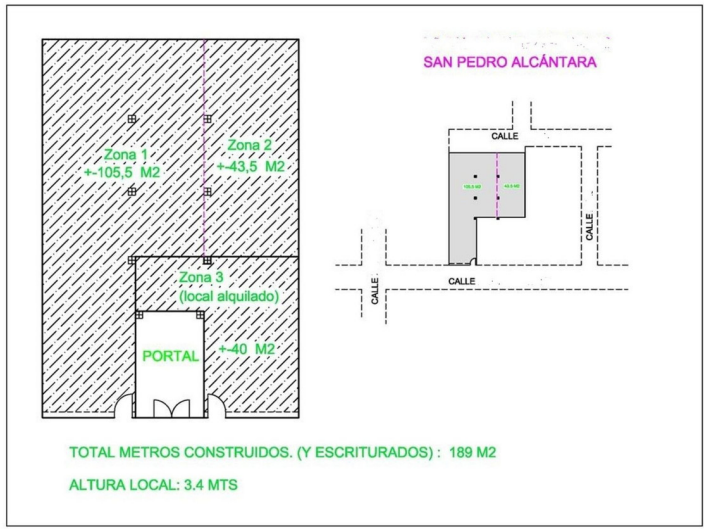 Zona 1
+-105,5 M2
Zona 2
+-43,5 M2
Zona 3
(local alquilado)
+-40 M2
PORTAL
TOTAL METROS CONSTRUIDOS. (Y ESCRITURADOS) : 189 M2
ALTURA LOCAL: 3.4 MTS
SAN PEDRO ALCÁNTARA
CALLE
CALLE
CALLE
CALLE